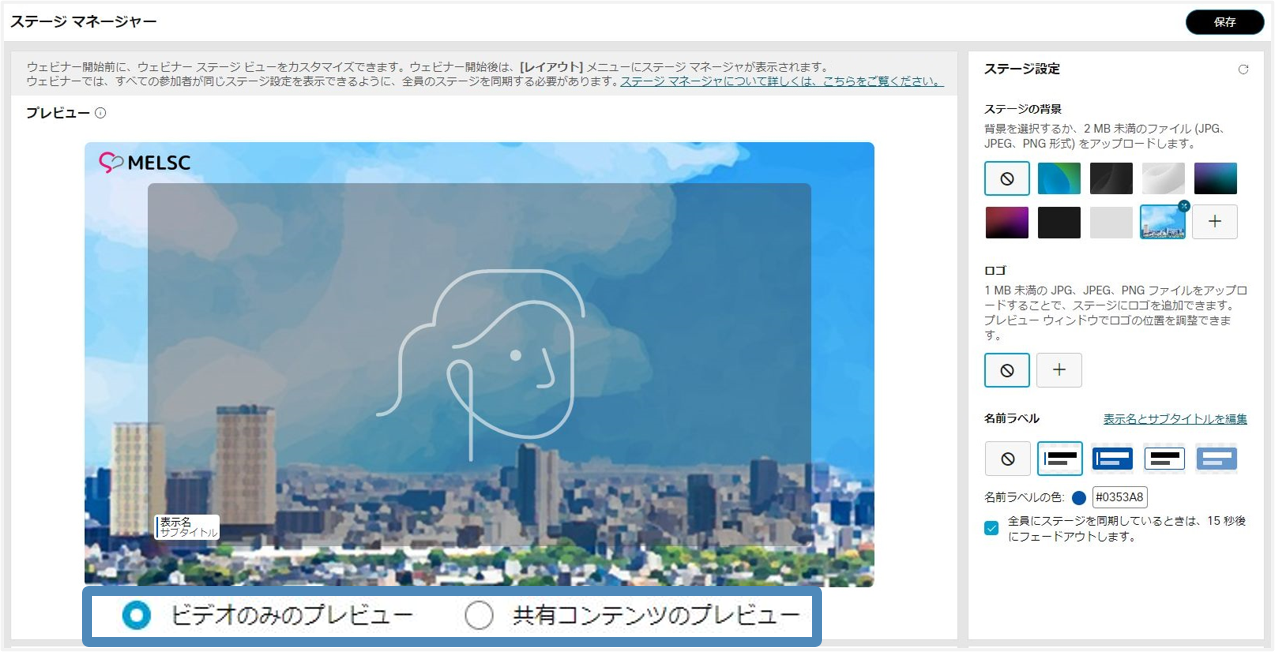 ステージ マネージャー
保存
ウェビナー開始前に、ウェビナー ステージ ビューをカスタマイズできます。ウェビナー開始後は、[レイアウト] メニューにステージ マネージャが表示されます。
ウェビナーでは、すべての参加者が同じステージ設定を表示できるように、全員のステージを同期する必要があります。ステージ マネージャについて詳しくは、こちらをご覧ください。
プレビュー
MELSC
表示名
サブタイトル
ビデオのみのプレビュー
共有コンテンツのプレビュー
ステージ設定
ステージの背景
背景を選択するか、2 MB 未満のファイル (JPG、
JPEG、PNG 形式) をアップロードします。
ロゴ
1 MB 未満の JPG、JPEG、PNG ファイルをアップロ
ードすることで、ステージにロゴを追加できます。
プレビュー ウィンドウでロゴの位置を調整できま
す。
名前ラベル
表示名とサブタイトルを編集
名前ラベルの色:
#0353A8
全員にステージを同期しているときは、15 秒後
にフェードアウトします。